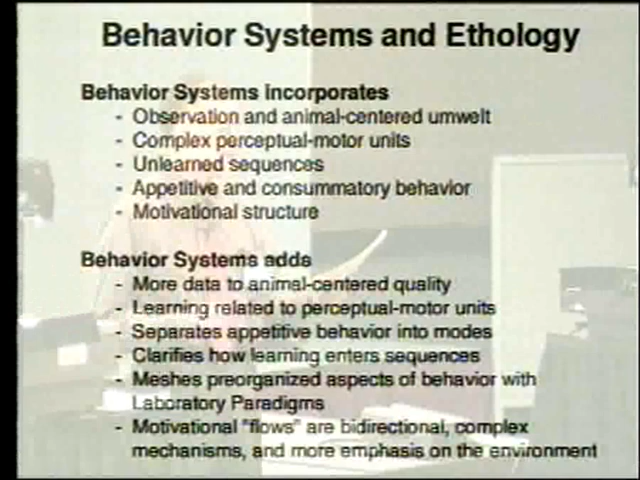 Behavior Systems and Ethology
Behavior Systems incorporates
- Observation and animal-centered umwelt
- Complex perceptual-motor units
- Unlearned sequences
- Appetitive and consummatory behavior
- Motivational structure
Behavior Systems adds
- More data to animal-centered quality
- Learning related to perceptual-motor units
- Separates appetitive behavior into modes
- Clarifies how learning enters sequences
- Meshes preorganized aspects of behavior with
Laboratory Paradigms
- Motivational "flows" are bidirectional, complex
mechanisms, and more emphasis on the environment